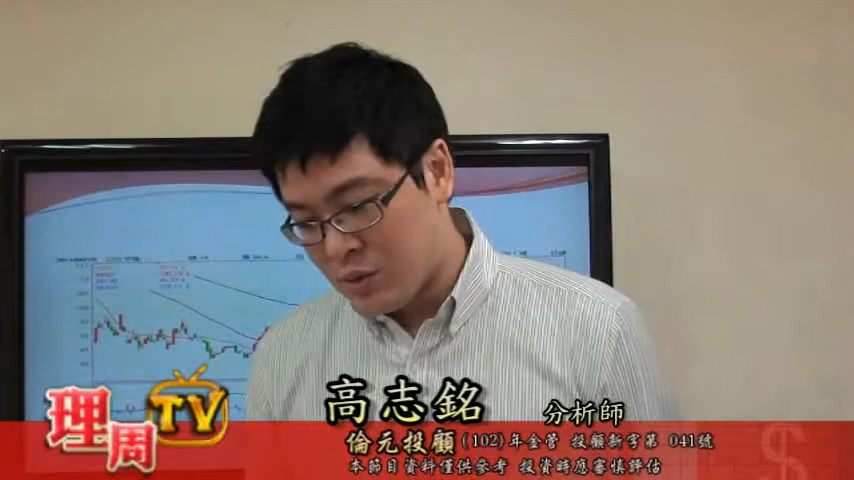 高志銘 分析師
理周TV
倫元投顧(102)年金管 投顧新字第 041號
本節目資料僅供參考 投資時應審慎評估
$